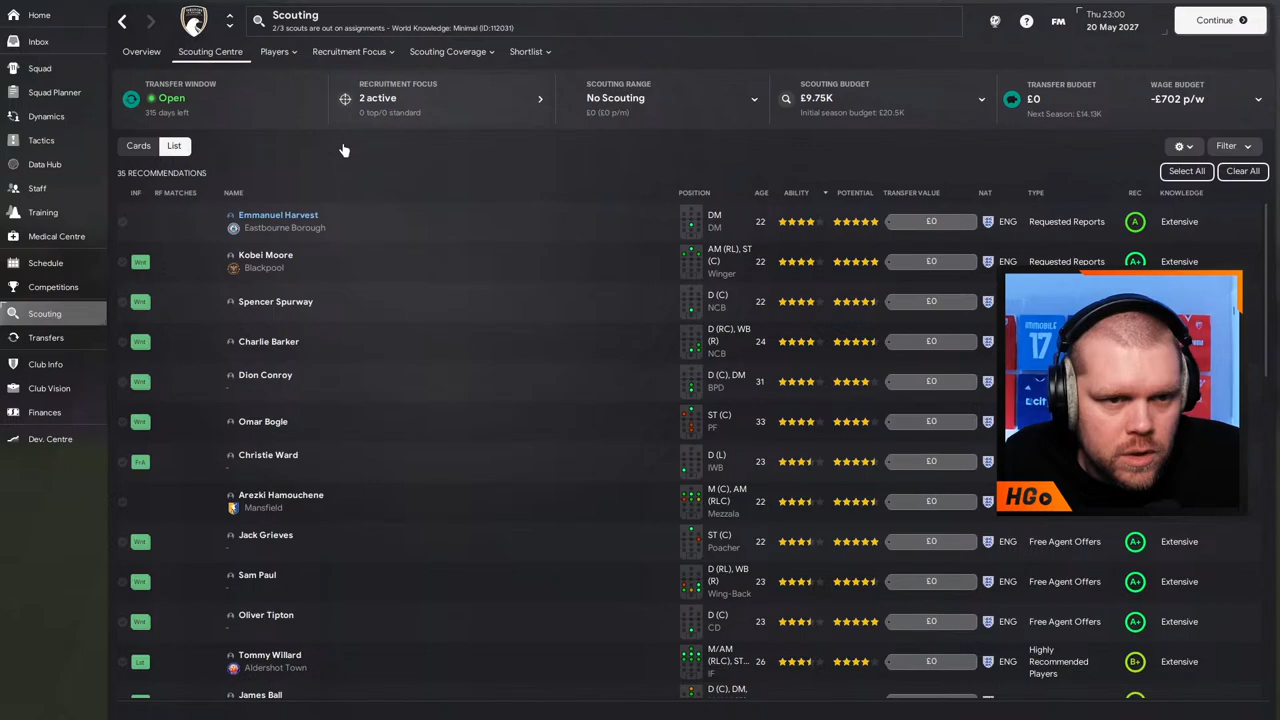 Home
Scouting
2/3 scouts are out on assignments - World Knowledge: Minimal (ID:112031)
FM
Thu 23:00
20 May 2027
Continue
Inbox
Overview
Scouting Centre
Players
Recruitment Focus
Scouting Coverage
Shortlist
Squad
Squad Planner
Dynamics
Tactics
Data Hub
Staff
Training
Medical Centre
Schedule
Competitions
Scouting
Transfers
Club Info
Club Vision
Finances
Dev. Centre
TRANSFER WINDOW
Open
315 days left
RECRUITMENT FOCUS
2 active
0 top/0 standard
SCOUTING RANGE
No Scouting
£0 (£0 p/m)
SCOUTING BUDGET
£9.75K
Initial season budget: £20.5K
TRANSFER BUDGET
£0
Next Season: £14.13K
WAGE BUDGET
-£702 p/w
Cards
List
Filter
35 RECOMMENDATIONS
Select All
Clear All
INF
RF MATCHES
NAME
POSITION
AGE
ABILITY
POTENTIAL
TRANSFER VALUE
NAT
TYPE
REC
KNOWLEDGE
Emmanuel Harvest
Eastbourne Borough
DM
DM
22
£0
ENG
Requested Reports
A
Extensive
Wnt
Kobei Moore
Blackpool
AM (RL), ST
(C)
Winger
22
£0
ENG
Requested Reports
A+
Extensive
Wnt
Spencer Spurway
D (C)
NCB
22
£0
Wnt
Charlie Barker
D (RC), WB
(R)
NCB
24
£0
Wnt
Dion Conroy
-
D (C), DM
BPD
31
£0
Wnt
Omar Bogle
ST (C)
PF
33
£0
FrA
Christie Ward
-
D (L)
IWB
23
£0
Arezki Hamouchene
Mansfield
M (C), AM
(RLC)
Mezzala
22
£0
Wnt
Jack Grieves
-
ST (C)
Poacher
22
£0
ENG
Free Agent Offers
A+
Extensive
Wnt
Sam Paul
-
D (RL), WB
(R)
Wing-Back
23
£0
ENG
Free Agent Offers
A+
Extensive
Wnt
Oliver Tipton
-
D (C)
CD
23
£0
ENG
Free Agent Offers
A+
Extensive
Lst
Tommy Willard
Aldershot Town
M/AM
(RLC), ST...
IF
26
£0
ENG
Highly
Recommended
Players
B+
Extensive
James Ball
D (C), DM,
IMMOBILE
17
HG